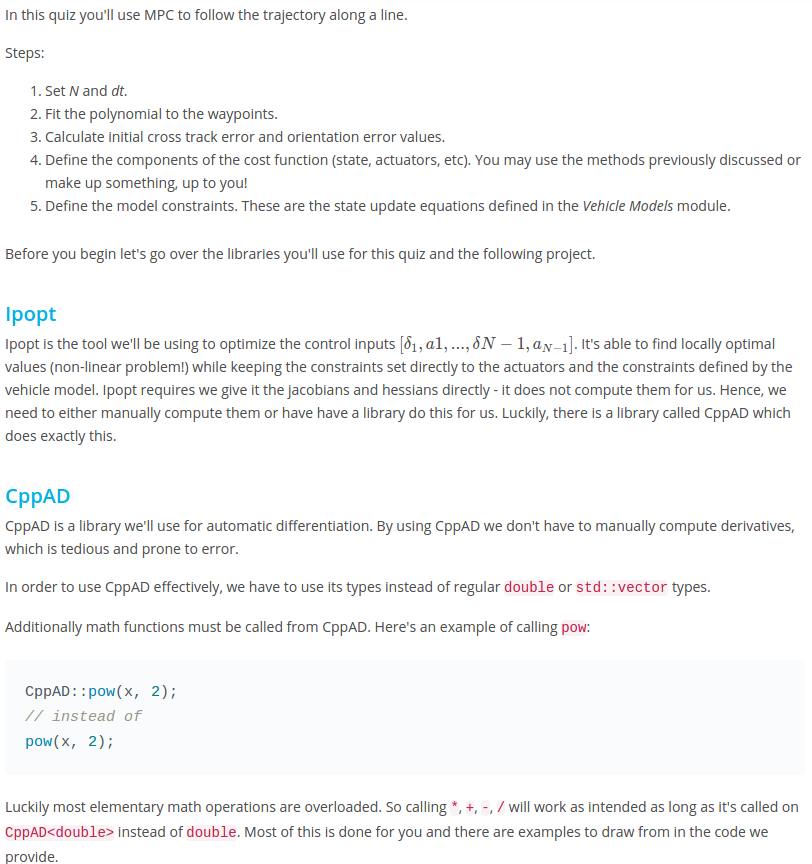 In this quiz you'll use MPC to follow the trajectory along a line.
Steps:
1. Set N and dt.
2. Fit the polynomial to the waypoints.
3. Calculate initial cross track error and orientation error values.
4. Define the components of the cost function (state, actuators, etc). You may use the methods previously discussed or
make up something, up to you!
5. Define the model constraints. These are the state update equations defined in the Vehicle Models module.
Before you begin let's go over the libraries you'll use for this quiz and the following project.
Ipopt
Ipopt is the tool we'll be using to optimize the control inputs [δ₁, a1, ..., δN − 1, a_{N−1}]. It's able to find locally optimal
values (non-linear problem!) while keeping the constraints set directly to the actuators and the constraints defined by the
vehicle model. Ipopt requires we give it the jacobians and hessians directly - it does not compute them for us. Hence, we
need to either manually compute them or have have a library do this for us. Luckily, there is a library called CppAD which
does exactly this.
CppAD
CppAD is a library we'll use for automatic differentiation. By using CppAD we don't have to manually compute derivatives,
which is tedious and prone to error.
In order to use CppAD effectively, we have to use its types instead of regular double or std::vector types.
Additionally math functions must be called from CppAD. Here's an example of calling pow:
CppAD::pow(x, 2);
// instead of
pow(x, 2);
Luckily most elementary math operations are overloaded. So calling *, +, -, / will work as intended as long as it's called on
CppAD<double> instead of double. Most of this is done for you and there are examples to draw from in the code we
provide.